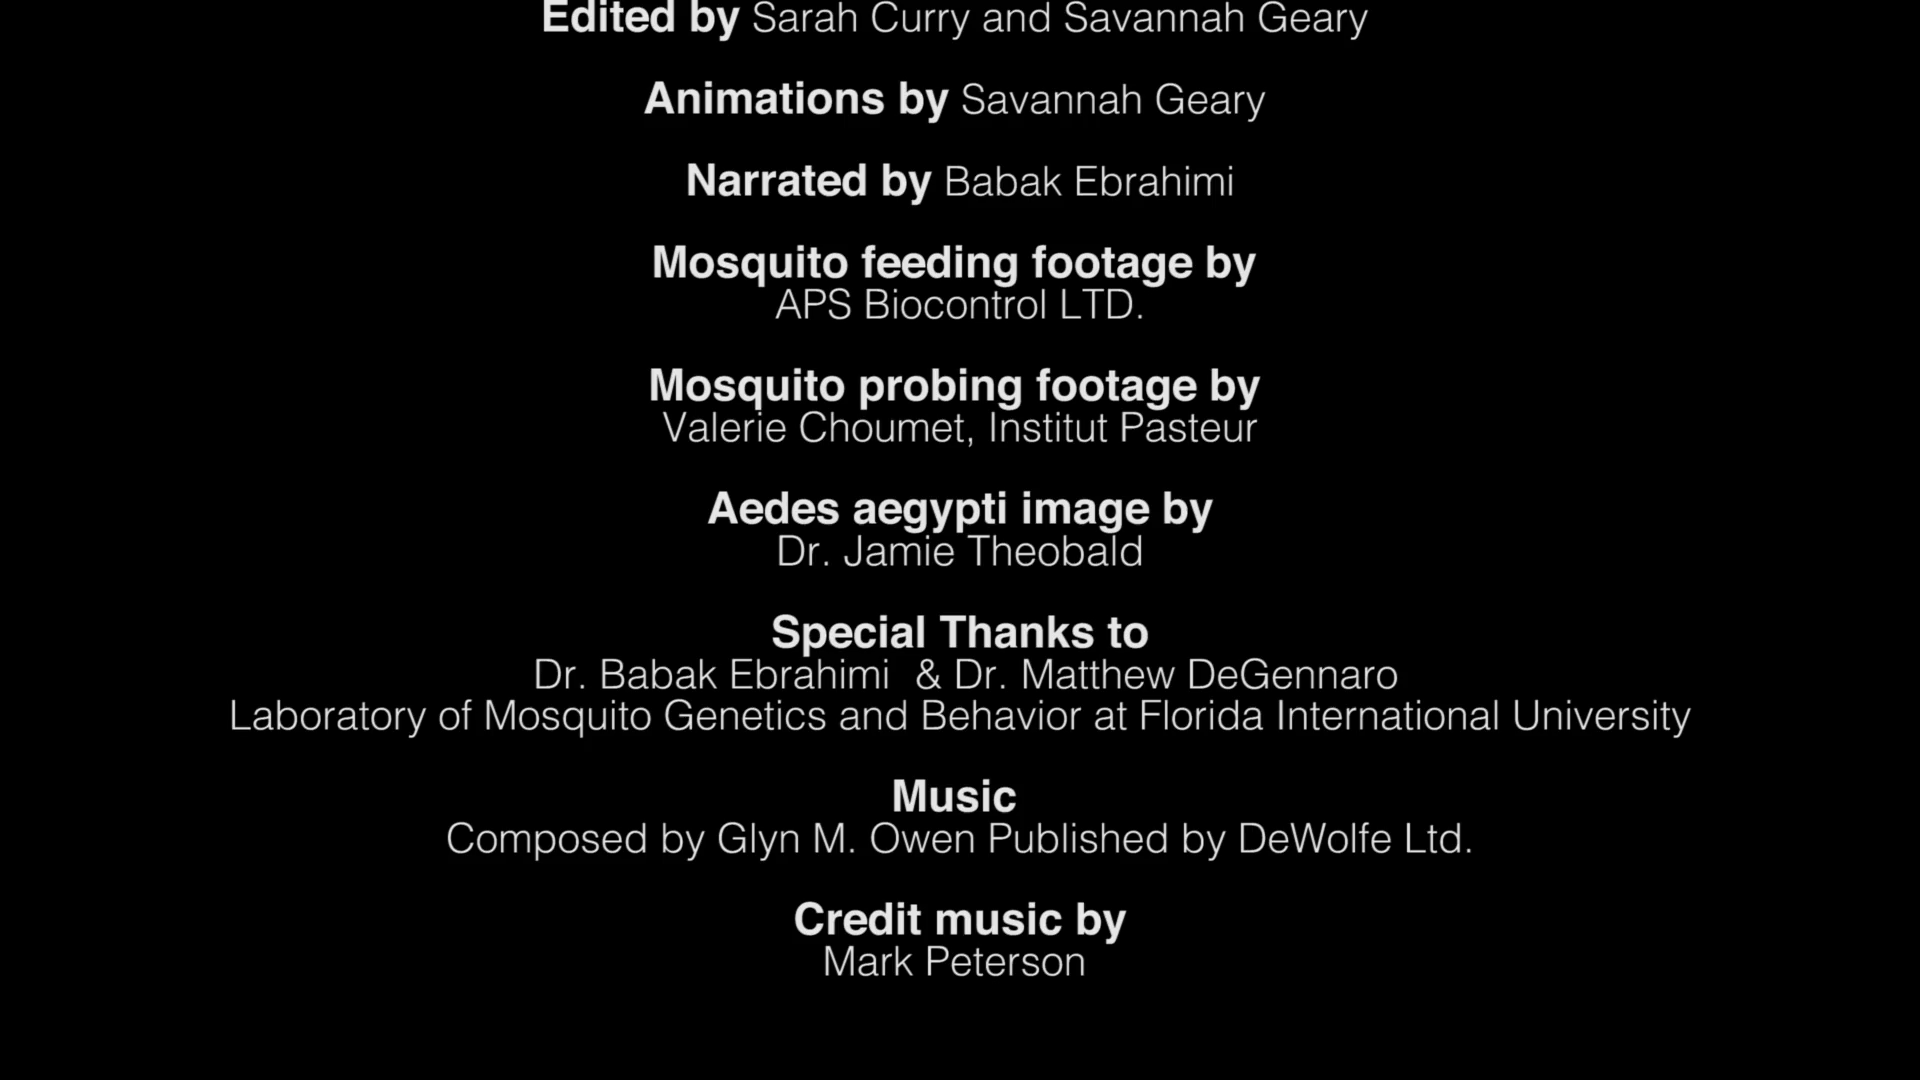 Edited by Sarah Curry and Savannah Geary
Animations by Savannah Geary
Narrated by Babak Ebrahimi
Mosquito feeding footage by
APS Biocontrol LTD.
Mosquito probing footage by
Valerie Choumet, Institut Pasteur
Aedes aegypti image by
Dr. Jamie Theobald
Special Thanks to
Dr. Babak Ebrahimi & Dr. Matthew DeGennaro
Laboratory of Mosquito Genetics and Behavior at Florida International University
Music
Composed by Glyn M. Owen Published by DeWolfe Ltd.
Credit music by
Mark Peterson